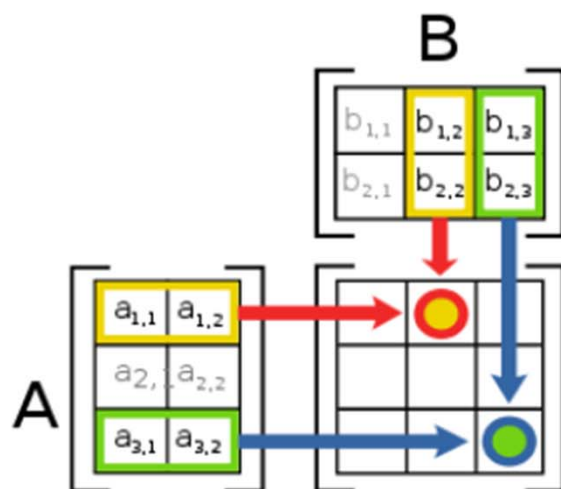 B
b1,1 b1,2 b1,3
b2,1 b2,2 b2,3
A
a1,1 a1,2
a2,1 a2,2
a3,1 a3,2